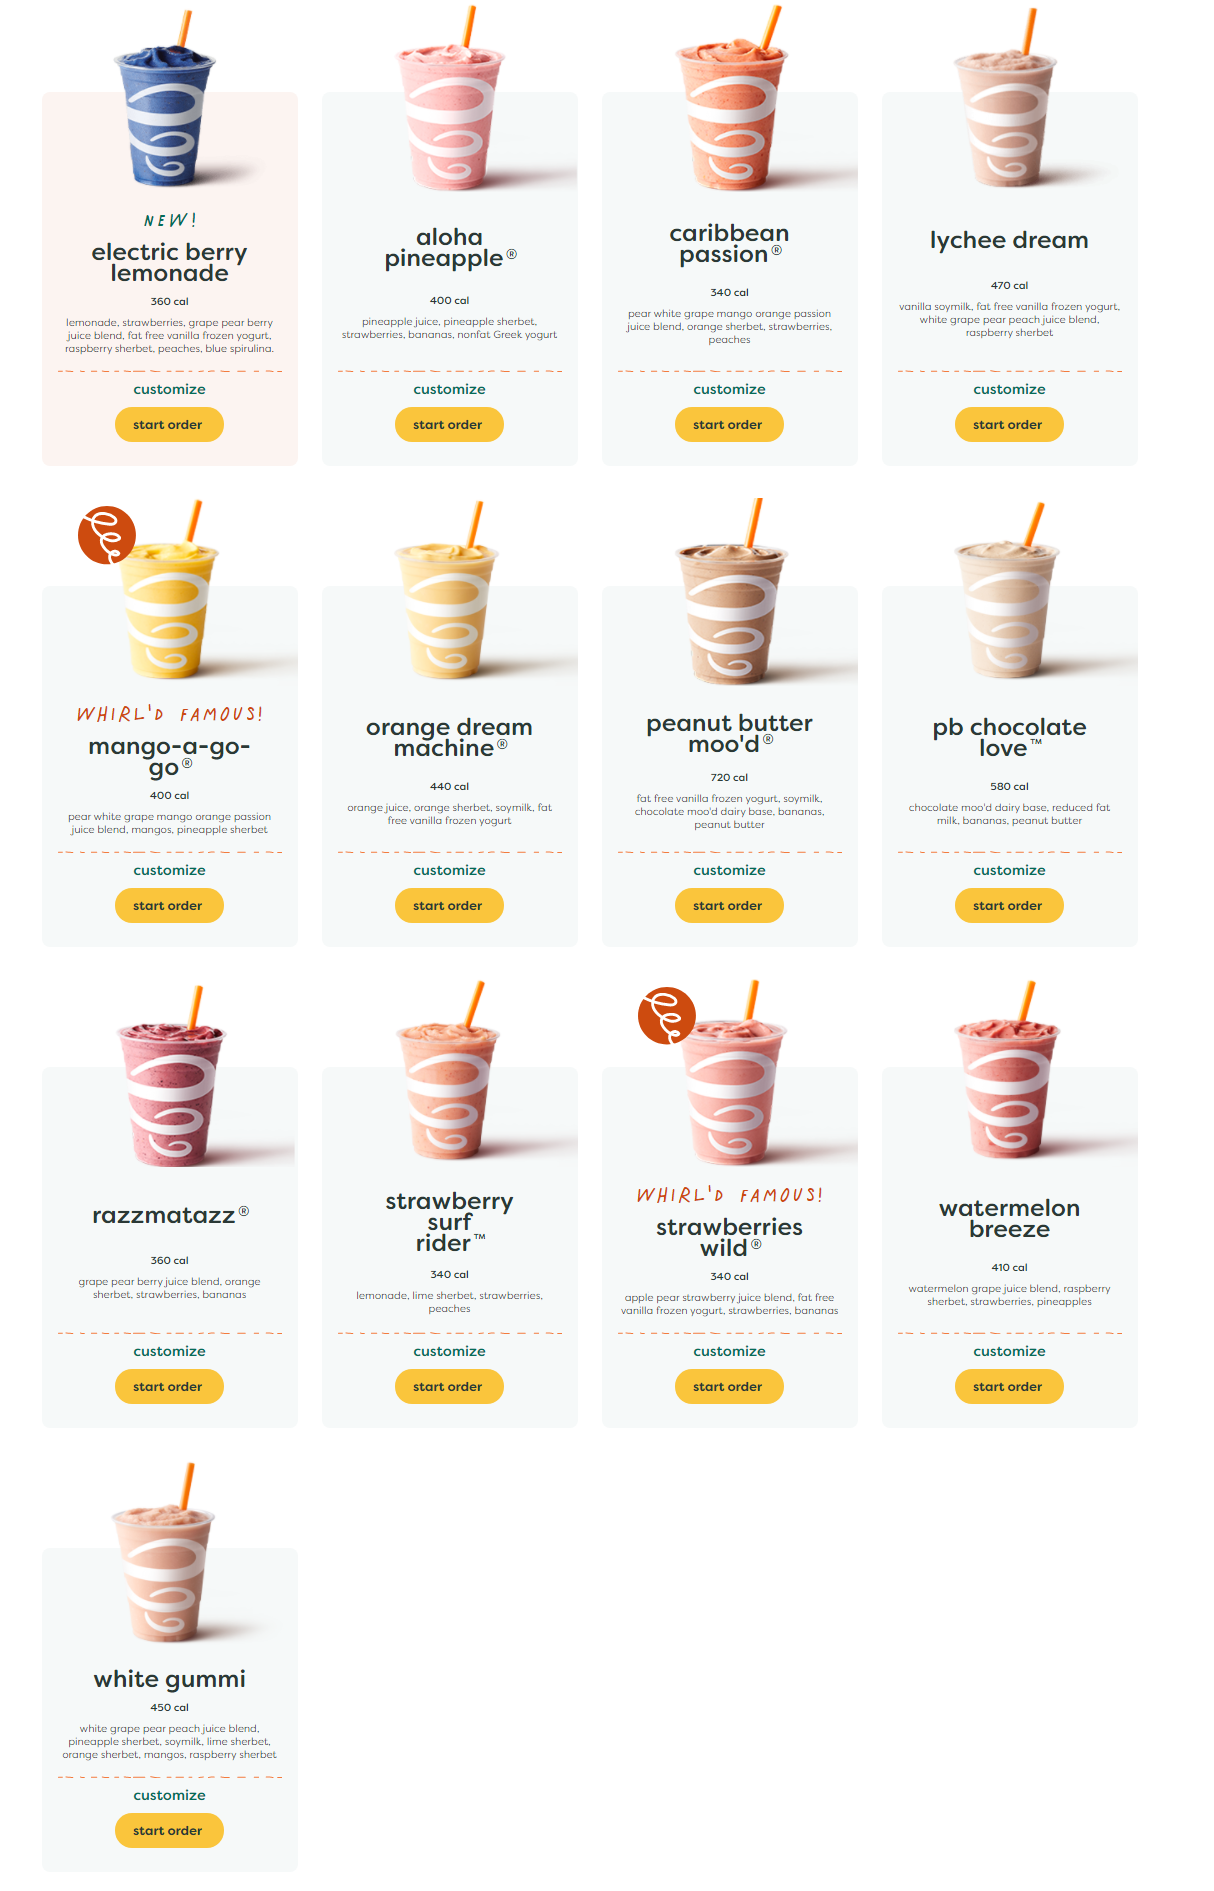 NEW!
electric berry
lemonade
360 cal
lemonade, strawberries, grape pear berry
juice blend, fat free vanilla frozen yogurt,
raspberry sherbet, peaches, blue spirulina.
customize
start order
aloha
pineapple®
400 cal
pineapple juice, pineapple sherbet,
strawberries, bananas, nonfat Greek yogurt
customize
start order
caribbean
passion®
340 cal
pear white grape mango orange passion
juice blend, orange sherbet, strawberries,
peaches
customize
start order
lychee dream
470 cal
vanilla soymilk, fat free vanilla frozen yogurt,
white grape pear peach juice blend,
raspberry sherbet
customize
start order
WHIRL'D FAMOUS!
mango-a-go-
go®
400 cal
pear white grape mango orange passion
juice blend, mangos, pineapple sherbet
customize
start order
orange dream
machine®
440 cal
orange juice, orange sherbet, soymilk, fat
free vanilla frozen yogurt
customize
start order
peanut butter
moo'd®
720 cal
fat free vanilla frozen yogurt, soymilk,
chocolate moo'd dairy base, bananas,
peanut butter
customize
start order
pb chocolate
love™
580 cal
chocolate moo'd dairy base, reduced fat
milk, bananas, peanut butter
customize
start order
razzmatazz®
360 cal
grape pear berry juice blend, orange
sherbet, strawberries, bananas
customize
start order
strawberry
surf
rider™
340 cal
lemonade, lime sherbet, strawberries,
peaches
customize
start order
WHIRL'D FAMOUS!
strawberries
wild®
340 cal
apple pear strawberry juice blend, fat free
vanilla frozen yogurt, strawberries, bananas
customize
start order
watermelon
breeze
410 cal
watermelon grape juice blend, raspberry
sherbet, strawberries, pineapples
customize
start order
white gummi
450 cal
white grape pear peach juice blend,
pineapple sherbet, soymilk, lime sherbet,
orange sherbet, mangos, raspberry sherbet
customize
start order